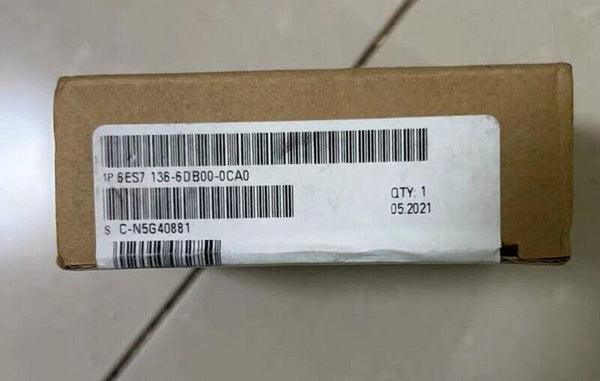 1P 6ES7 136-6DB00-0CA0
QTY: 1
05.2021
S C-N5G40881